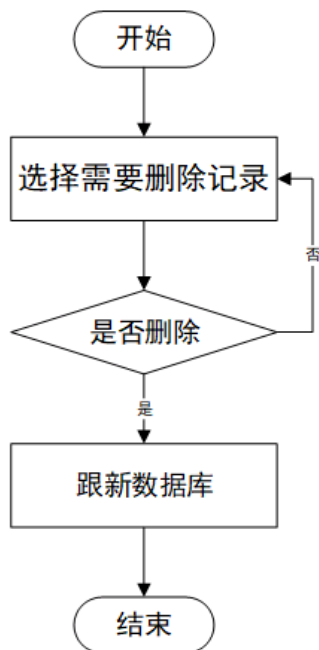 开始
选择需要删除记录
否
是否删除
是
跟新数据库
结束